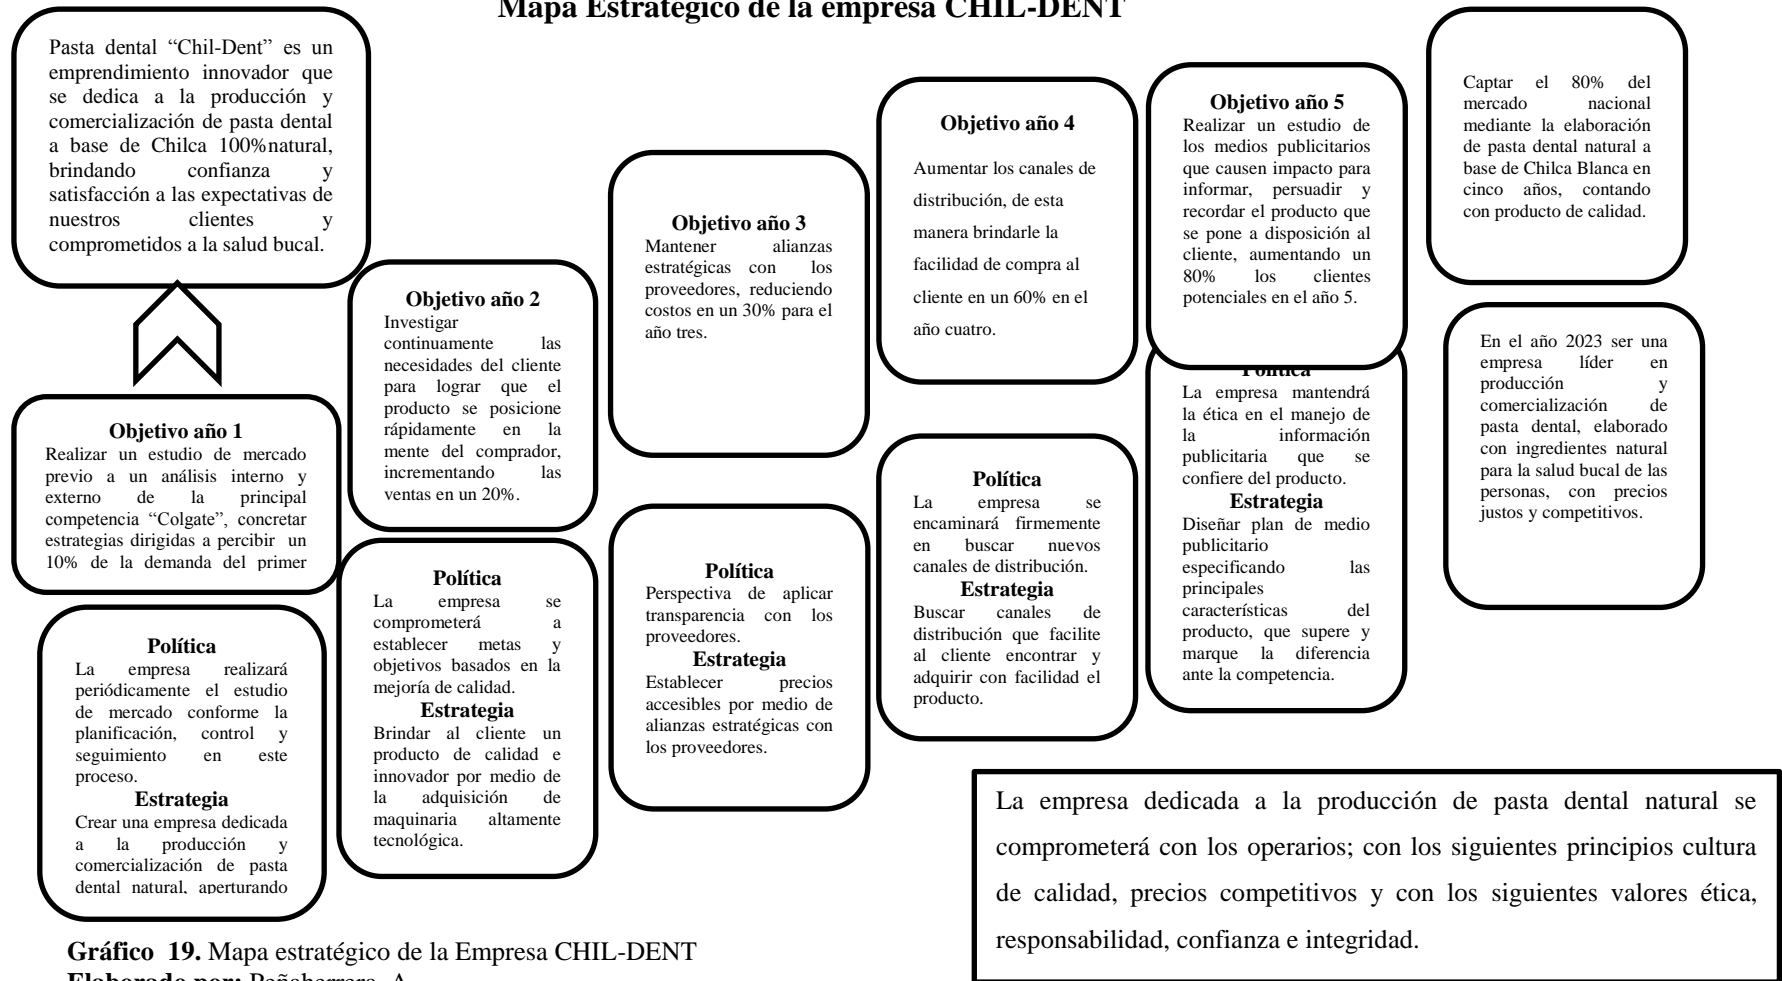 Mapa Estratégico de la empresa CHIL-DENT
Pasta dental “Chil-Dent” es un
emprendimiento innovador que
se dedica a la producción y
comercialización de pasta dental
a base de Chilca 100%natural,
brindando confianza y
satisfacción a las expectativas de
nuestros clientes y
comprometidos a la salud bucal.
Objetivo año 1
Realizar un estudio de mercado
previo a un análisis interno y
externo de la principal
competencia “Colgate”, concretar
estrategias dirigidas a percibir un
10% de la demanda del primer
Política
La empresa realizará
periódicamente el estudio
de mercado conforme la
planificación, control y
seguimiento en este
proceso.
Estrategia
Crear una empresa dedicada
a la producción y
comercialización de pasta
dental natural, aperturando
Objetivo año 2
Investigar
continuamente las
necesidades del cliente
para lograr que el
producto se posicione
rápidamente en la
mente del comprador,
incrementando las
ventas en un 20%.
Política
La empresa se
comprometerá a
establecer metas y
objetivos basados en la
mejoría de calidad.
Estrategia
Brindar al cliente un
producto de calidad e
innovador por medio de
la adquisición de
maquinaria altamente
tecnológica.
Objetivo año 3
Mantener alianzas
estratégicas con los
proveedores, reduciendo
costos en un 30% para el
año tres.
Política
Perspectiva de aplicar
transparencia con los
proveedores.
Estrategia
Establecer precios
accesibles por medio de
alianzas estratégicas con
los proveedores.
Objetivo año 4
Aumentar los canales de
distribución, de esta
manera brindarle la
facilidad de compra al
cliente en un 60% en el
año cuatro.
Política
La empresa se
encaminará firmemente
en buscar nuevos
canales de distribución.
Estrategia
Buscar canales de
distribución que facilite
al cliente encontrar y
adquirir con facilidad el
producto.
Objetivo año 5
Realizar un estudio de
los medios publicitarios
que causen impacto para
informar, persuadir y
recordar el producto que
se pone a disposición al
cliente, aumentando un
80% los clientes
potenciales en el año 5.
Política
La empresa mantendrá
la ética en el manejo de
la información
publicitaria que se
confiere del producto.
Estrategia
Diseñar plan de medio
publicitario
especificando las
principales
características del
producto, que supere y
marque la diferencia
ante la competencia.
Captar el 80% del
mercado nacional
mediante la elaboración
de pasta dental natural a
base de Chilca Blanca en
cinco años, contando
con producto de calidad.
En el año 2023 ser una
empresa líder en
producción y
comercialización de
pasta dental, elaborado
con ingredientes natural
para la salud bucal de las
personas, con precios
justos y competitivos.
La empresa dedicada a la producción de pasta dental natural se
comprometerá con los operarios; con los siguientes principios cultura
de calidad, precios competitivos y con los siguientes valores ética,
responsabilidad, confianza e integridad.
Gráfico 19. Mapa estratégico de la Empresa CHIL-DENT
Elaborado por: Peñaherrera, A